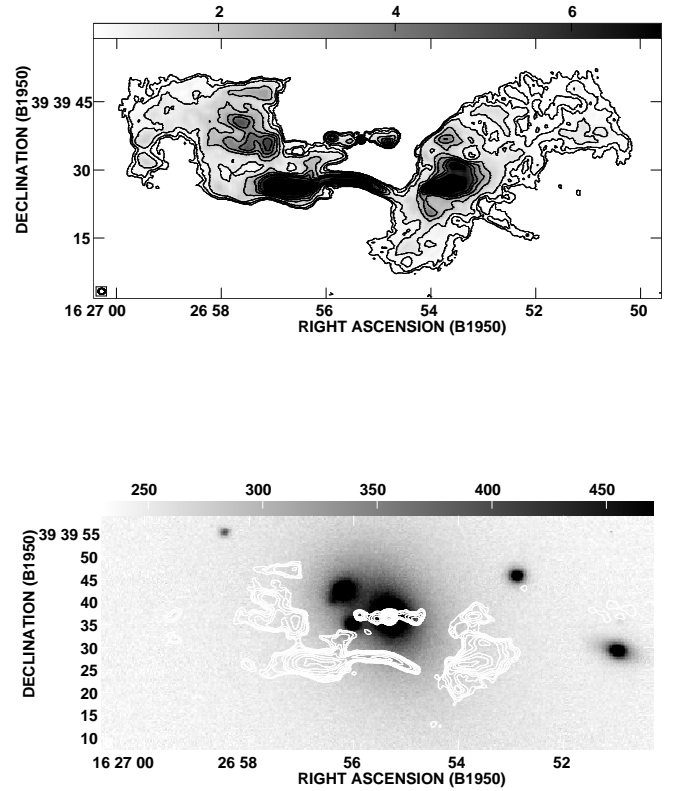 2 4 6
DECLINATION (B1950)
39 39 45
30
15
16 27 00 26 58 56 54 52 50
RIGHT ASCENSION (B1950)
250 300 350 400 450
DECLINATION (B1950)
39 39 55
50
45
40
35
30
25
20
15
10
16 27 00 26 58 56 54 52
RIGHT ASCENSION (B1950)